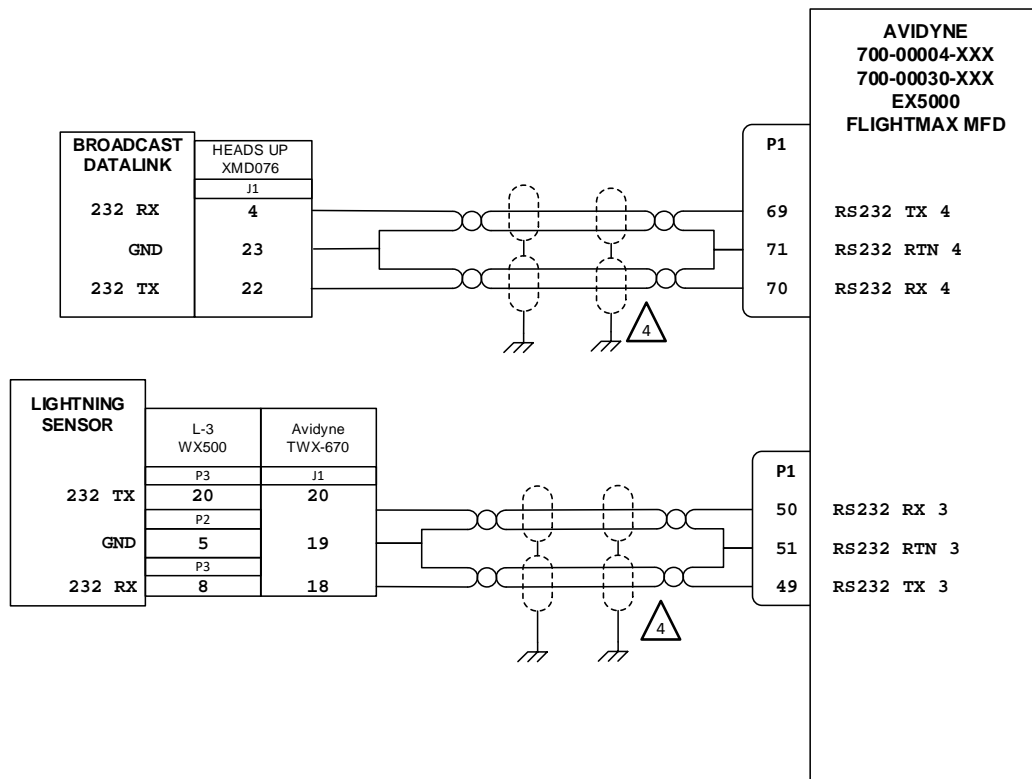 AVIDYNE
700-00004-XXX
700-00030-XXX
EX5000
FLIGHTMAX MFD
BROADCAST
DATALINK
HEADS UP
XMD076
J1
232 RX
4
GND
23
232 TX
22
P1
69
RS232 TX 4
71
RS232 RTN 4
70
RS232 RX 4
4
LIGHTNING
SENSOR
L-3
WX500
Avidyne
TWX-670
P3
J1
232 TX
20
20
P2
GND
5
19
P3
232 RX
8
18
P1
50
RS232 RX 3
51
RS232 RTN 3
49
RS232 TX 3
4